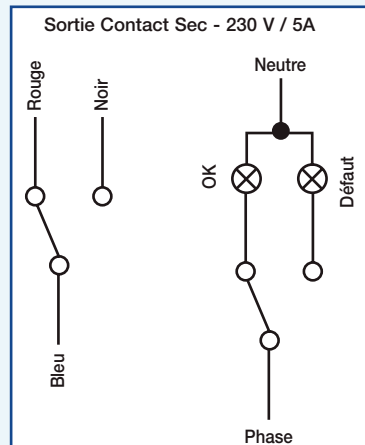 Sortie Contact Sec - 230 V / 5A
Rouge
Noir
Bleu
Neutre
OK
Défaut
Phase